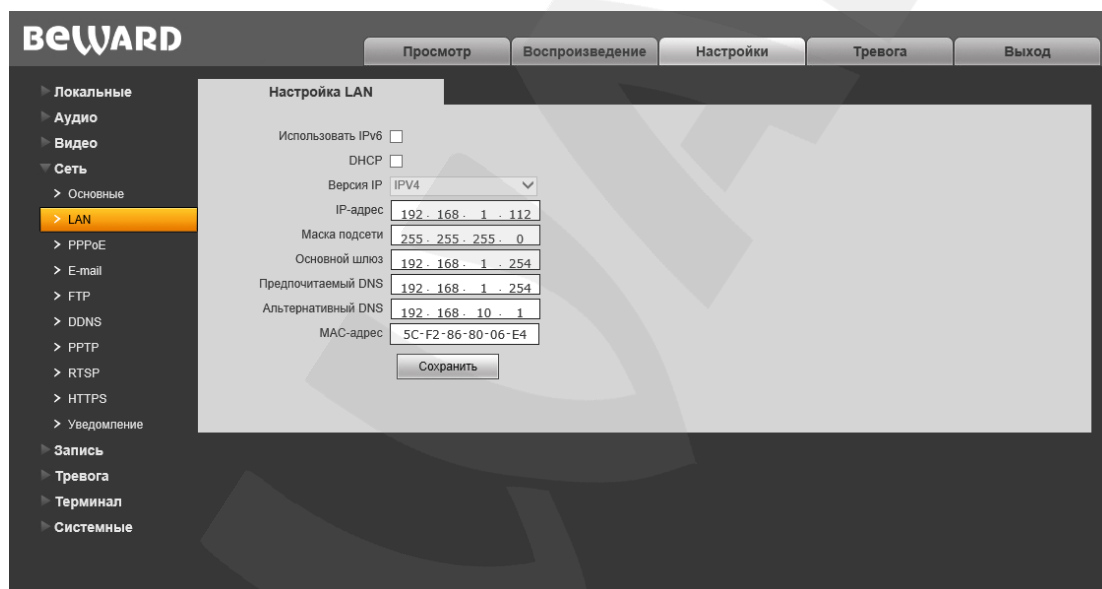 BEWARD
Просмотр Воспроизведение Настройки Тревога Выход
Локальные
Аудио
Видео
Сеть
> Основные
> LAN
> PPPoE
> E-mail
> FTP
> DDNS
> PPTP
> RTSP
> HTTPS
> Уведомление
Запись
Тревога
Терминал
Системные
Настройка LAN
Использовать IPv6
DHCP
Версия IP IPV4
IP-адрес 192 . 168 . 1 . 112
Маска подсети 255 . 255 . 255 . 0
Основной шлюз 192 . 168 . 1 . 254
Предпочитаемый DNS 192 . 168 . 1 . 254
Альтернативный DNS 192 . 168 . 10 . 1
MAC-адрес 5C-F2-86-80-06-E4
Сохранить